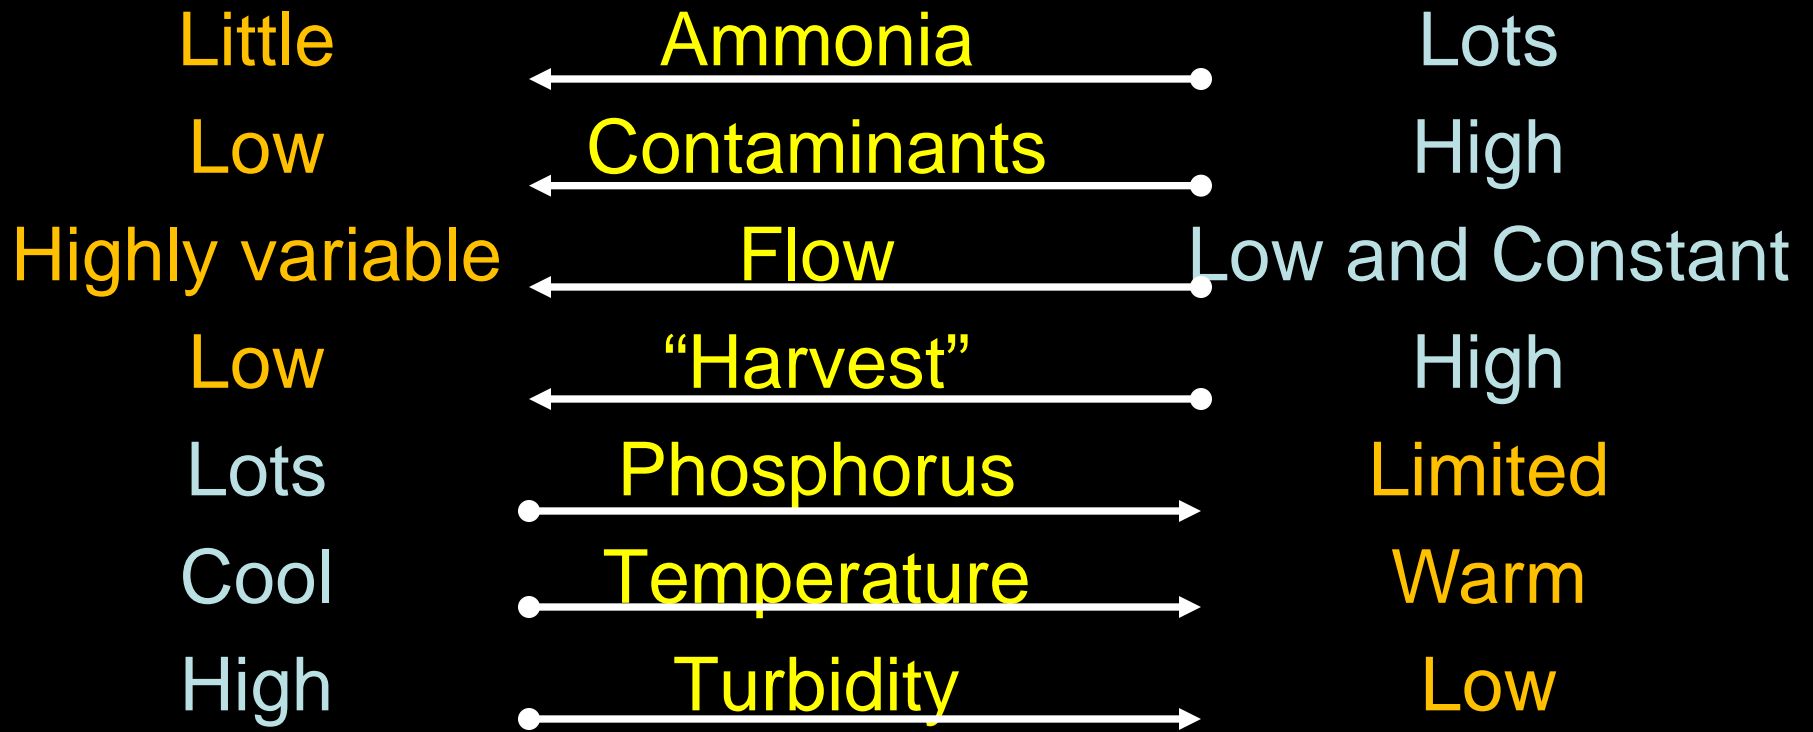 Little Ammonia Lots
Low Contaminants High
Highly variable Flow Low and Constant
Low “Harvest” High
Lots Phosphorus Limited
Cool Temperature Warm
High Turbidity Low